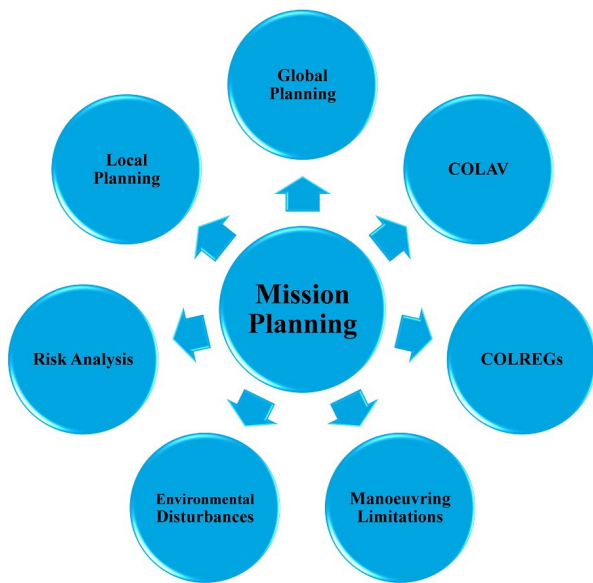 Global
Planning
Local
Planning
COLAV
Mission
Planning
Risk Analysis
COLREGs
Environmental
Disturbances
Manoeuvring
Limitations